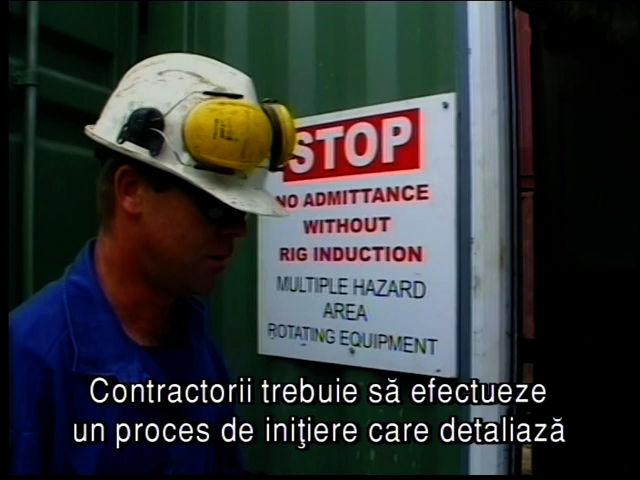 STOP
NO ADMITTANCE
WITHOUT
RIG INDUCTION
MULTIPLE HAZARD
AREA
ROTATING EQUIPMENT
Contractorii trebuie să efectueze
un proces de iniţiere care detaliază